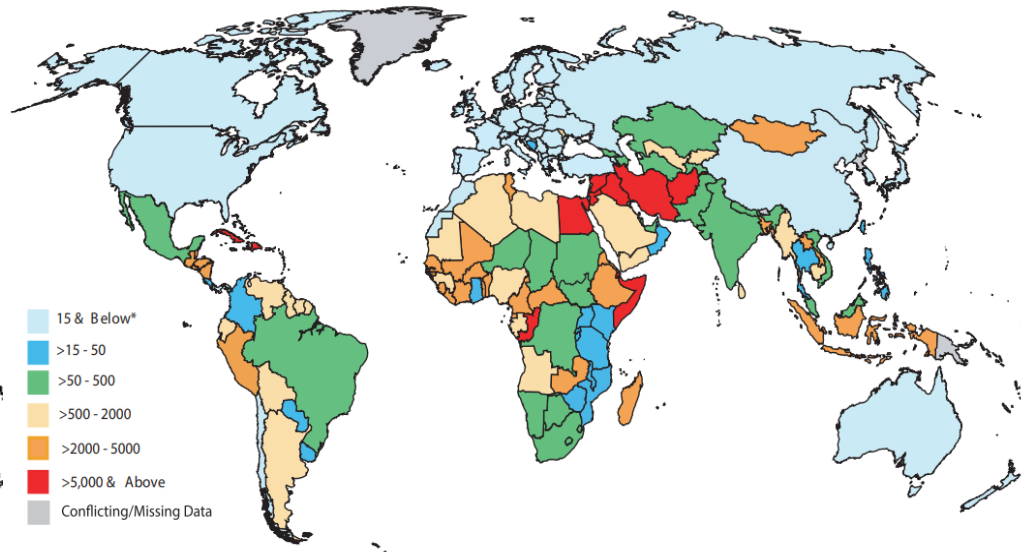 15 & Below*
>15 - 50
>50 - 500
>500 - 2000
>2000 - 5000
>5,000 & Above
Conflicting/Missing Data